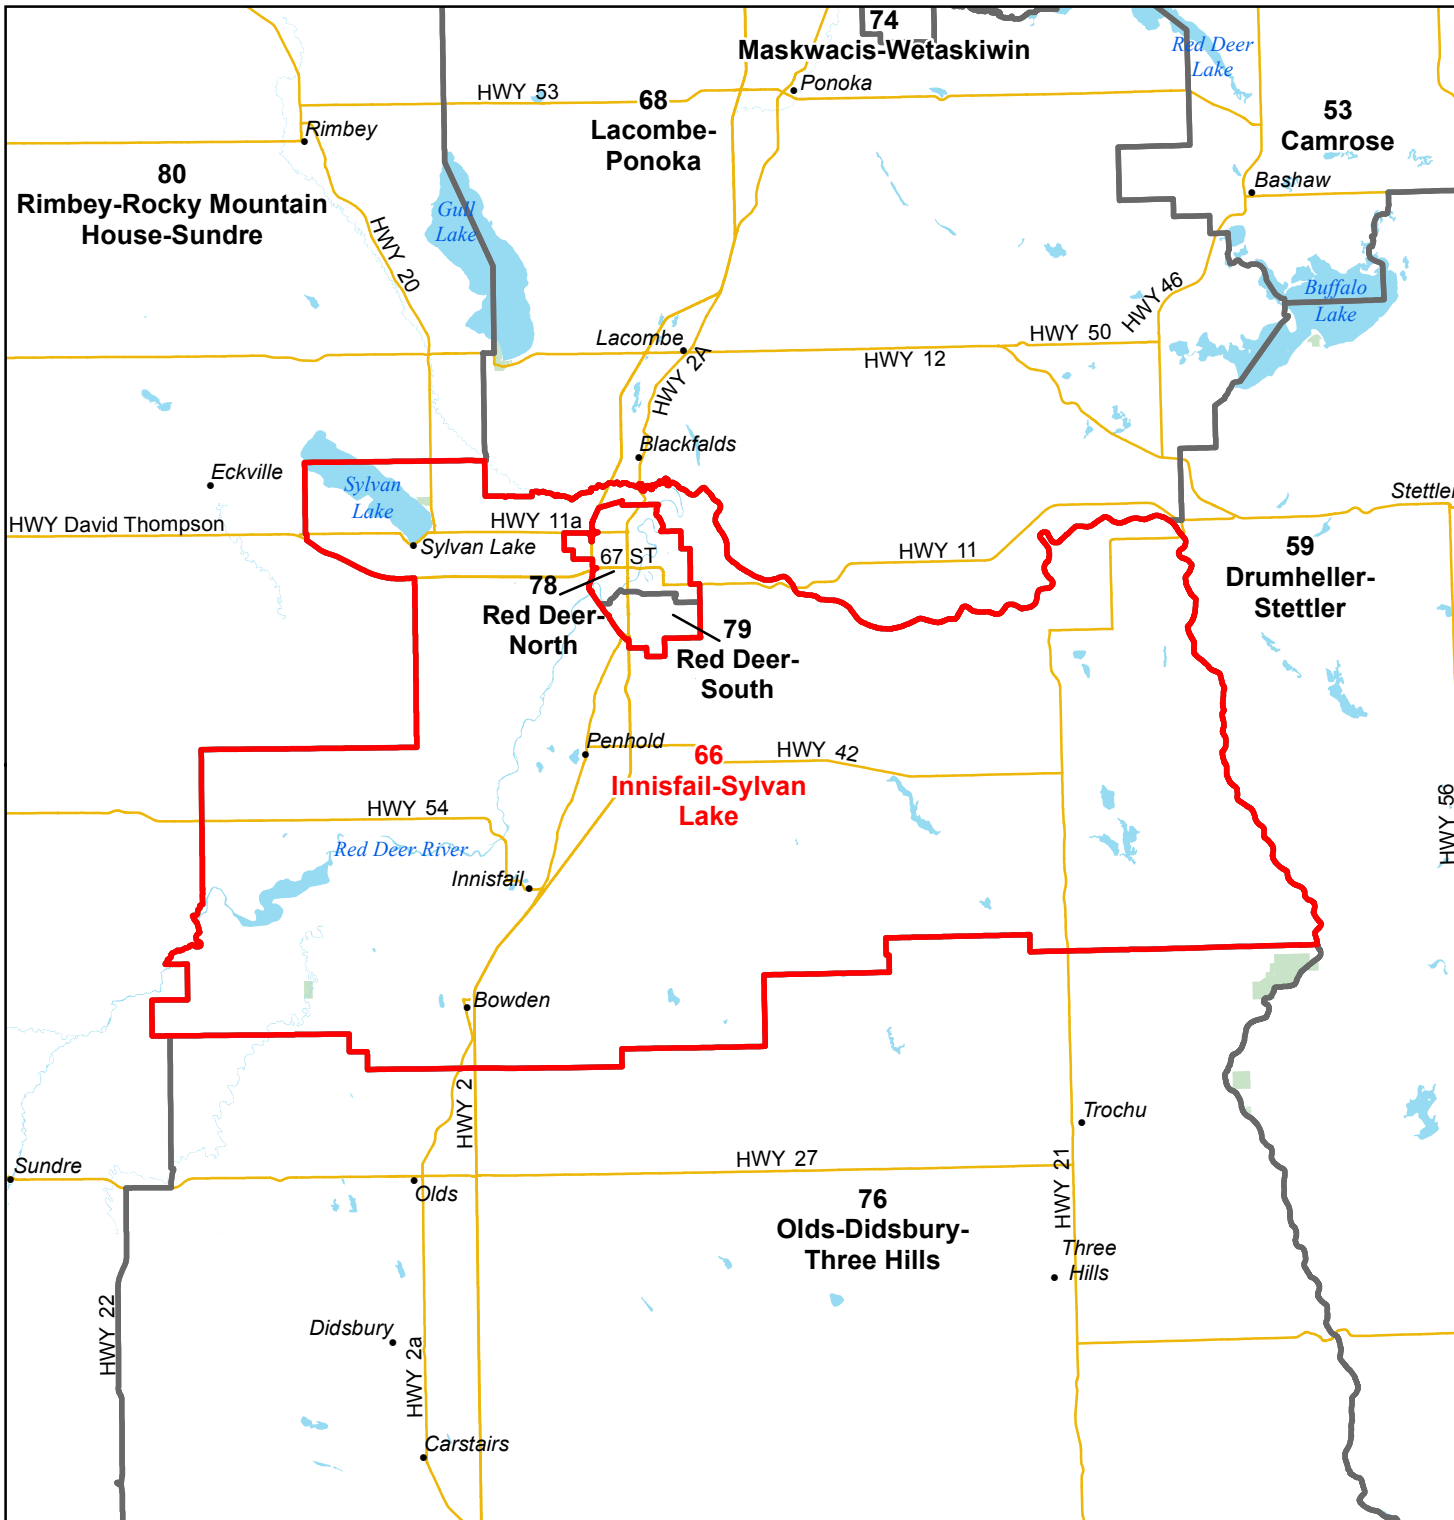 74
Maskwacis-Wetaskiwin
Red Deer
Lake
HWY 53
Ponoka
68
Lacombe-
Ponoka
53
Camrose
Rimbey
80
Rimbey-Rocky Mountain
House-Sundre
Bashaw
Gull
Lake
HWY 20
HWY 46
Buffalo
Lake
Lacombe
HWY 2A
HWY 50
HWY 12
Blackfalds
Eckville
Sylvan
Lake
Stettler
HWY David Thompson
HWY 11a
Sylvan Lake
67 ST
HWY 11
59
Drumheller-
Stettler
78
Red Deer-
North
79
Red Deer-
South
Penhold
66
Innisfail-Sylvan
Lake
HWY 42
HWY 54
HWY 56
Red Deer River
Innisfail
Bowden
HWY 2
Trochu
Sundre
HWY 27
HWY 21
Olds
76
Olds-Didsbury-
Three Hills
Three
Hills
HWY 22
Didsbury
HWY 2a
Carstairs